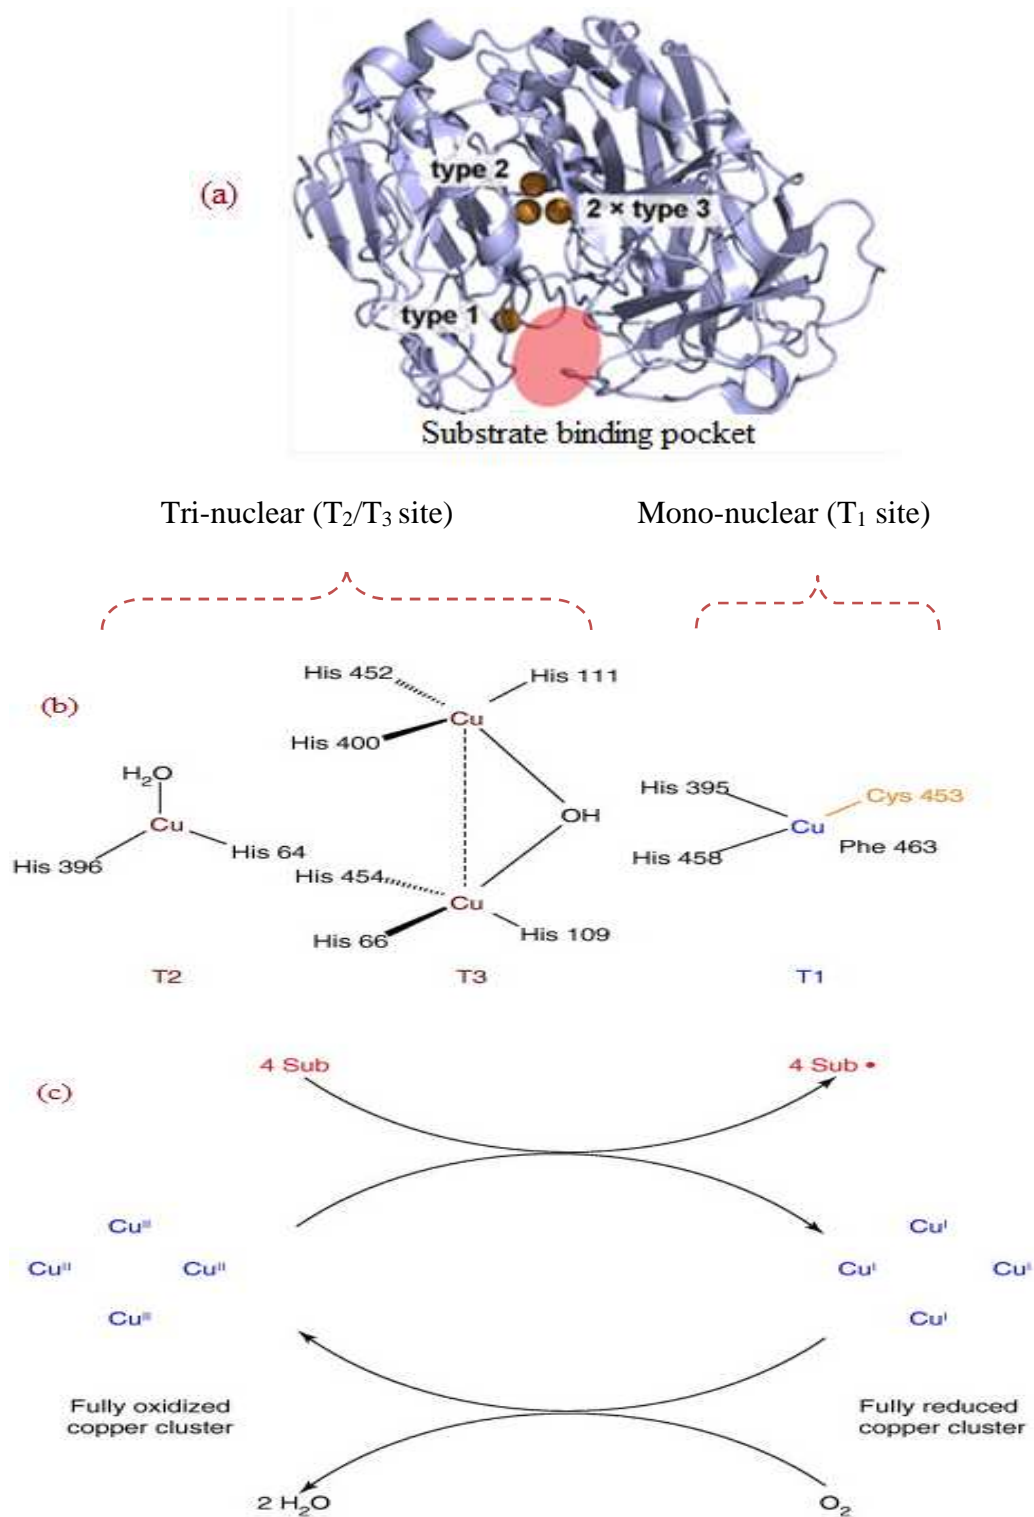 (a)
type 2
2 × type 3
type 1
Substrate binding pocket
Tri-nuclear (T₂/T₃ site)
Mono-nuclear (T₁ site)
(b)
His 452
His 111
Cu
His 400
H₂O
OH
Cu
His 396
His 64
His 454
Cu
His 66
His 109
His 395
Cys 453
Cu
His 458
Phe 463
T2
T3
T1
(c)
4 Sub
4 Sub •
Cuᴵᴵ
Cuᴵᴵ
Cuᴵᴵ
Cuᴵᴵ
Cuᴵ
Cuᴵ
Cuᴵ
Cuᴵ
Fully oxidized
copper cluster
Fully reduced
copper cluster
2 H₂O
O₂